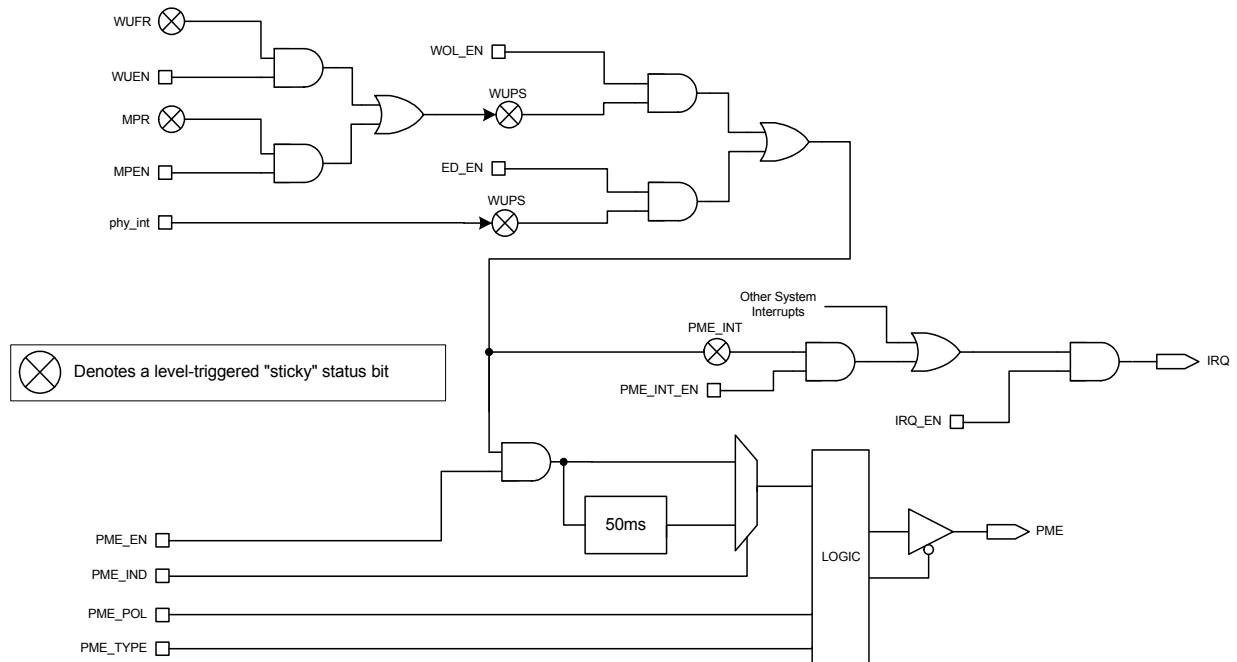 WUFR
WUEN
MPR
MPEN
phy_int
WOL_EN
WUPS
ED_EN
WUPS
Other System
Interrupts
PME_INT
PME_INT_EN
IRQ_EN
IRQ
Denotes a level-triggered "sticky" status bit
50ms
LOGIC
PME
PME_EN
PME_IND
PME_POL
PME_TYPE